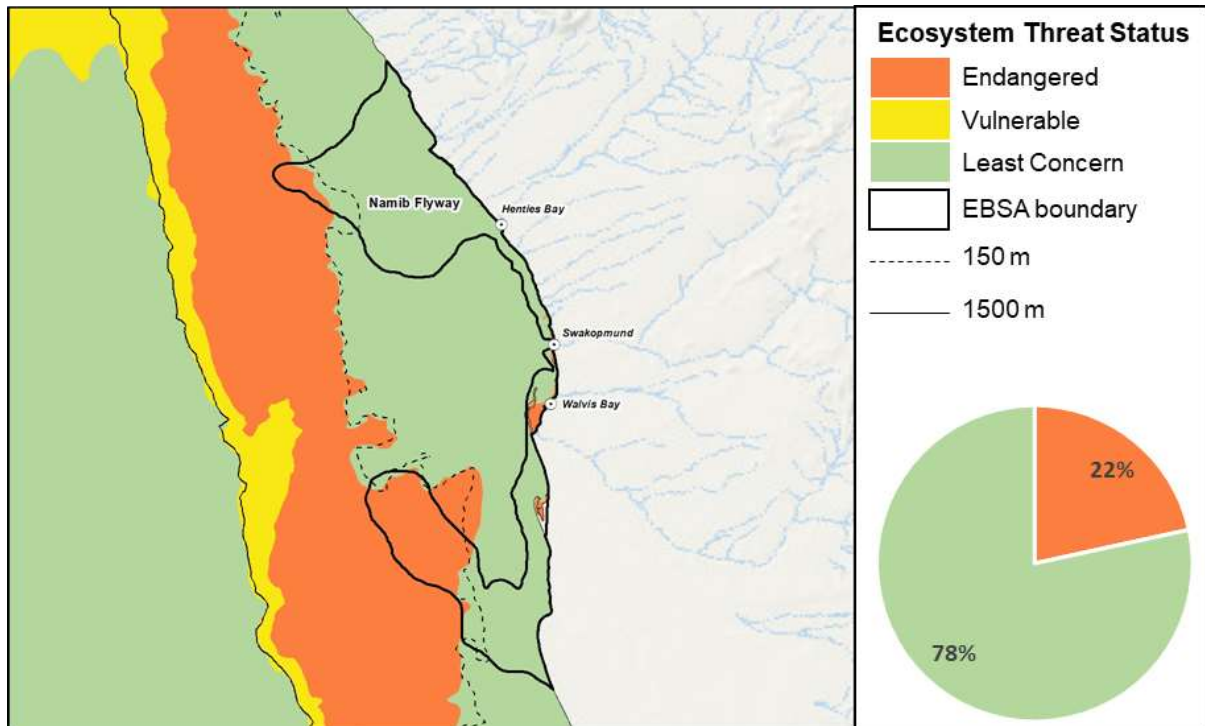 Namib Flyway
Henties Bay
Swakopmund
Walvis Bay
Ecosystem Threat Status
Endangered
Vulnerable
Least Concern
EBSA boundary
150 m
1500 m
22%
78%